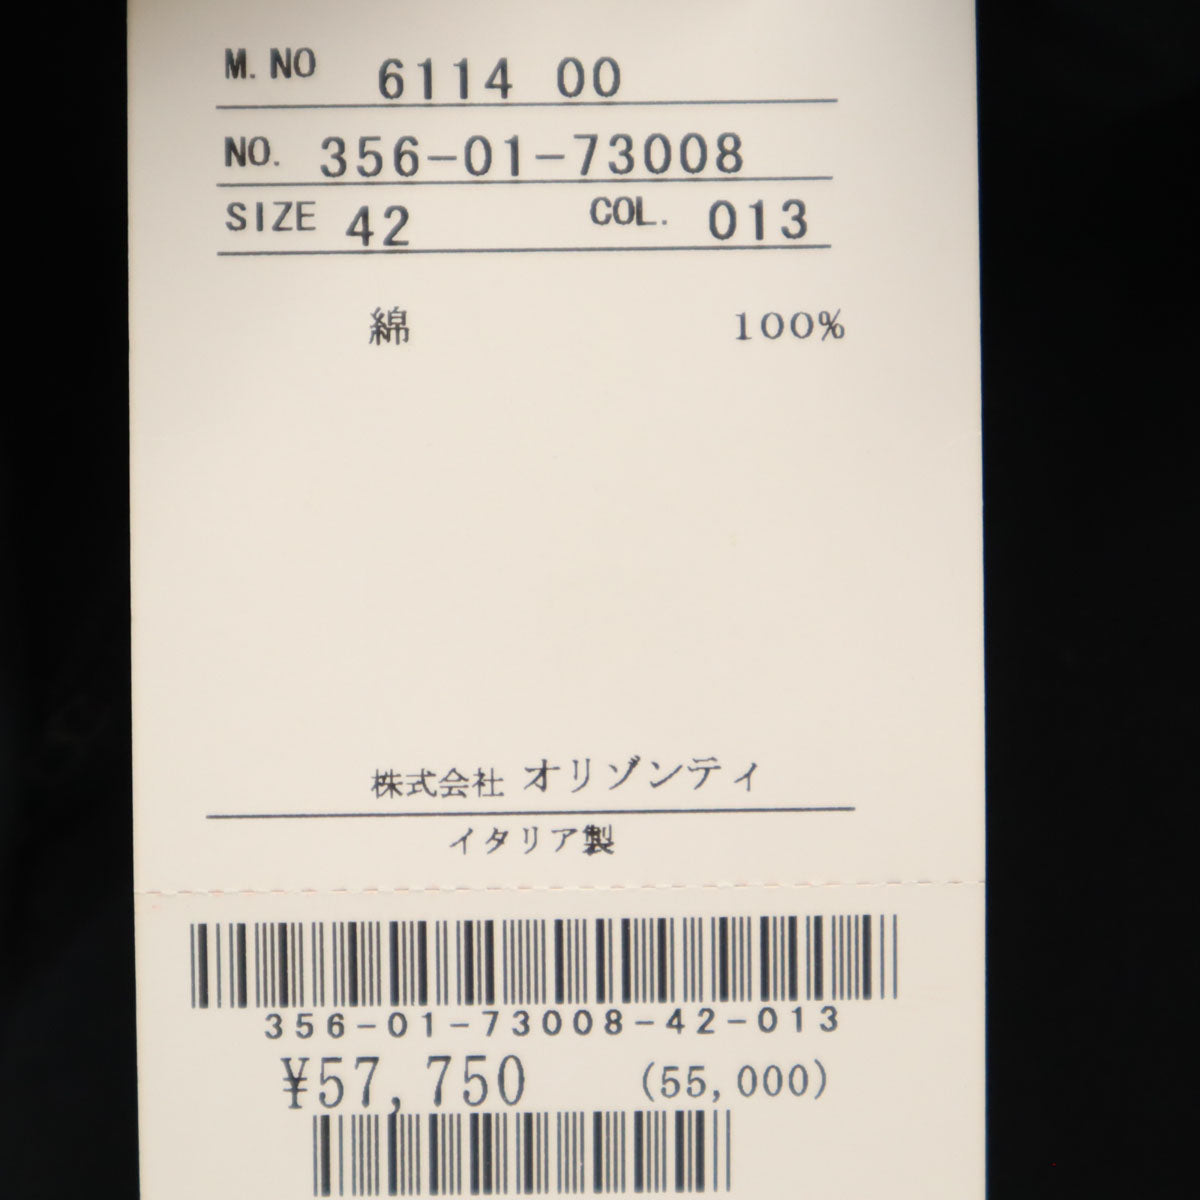 M.NO 6114 00
NO. 356-01-73008
SIZE 42 COL. 013
綿 100%
株式会社 オリゾンティ
イタリア製
356-01-73008-42-013
¥57,750 (55,000)